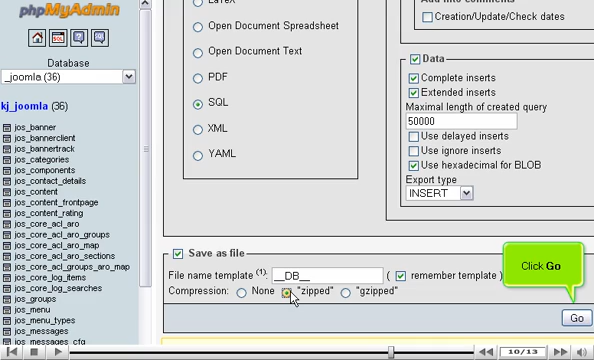 phpMyAdmin
SQL
Database
_joomla (36)
kj_joomla (36)
jos_banner
jos_bannerclient
jos_bannertrack
jos_categories
jos_components
jos_contact_details
jos_content
jos_content_frontpage
jos_content_rating
jos_core_acl_aro
jos_core_acl_aro_groups
jos_core_acl_aro_map
jos_core_acl_aro_sections
jos_core_acl_groups_aro_map
jos_core_log_items
jos_core_log_searches
jos_groups
jos_menu
jos_menu_types
jos_messages
jos_messages_cfg
LaTeX
Open Document Spreadsheet
Open Document Text
PDF
SQL
XML
YAML
Add into comments
Creation/Update/Check dates
Data
Complete inserts
Extended inserts
Maximal length of created query
50000
Use delayed inserts
Use ignore inserts
Use hexadecimal for BLOB
Export type
INSERT
Save as file
File name template (1): __DB__ ( remember template )
Compression: None "zipped" "gzipped"
Click Go
Go
10/13